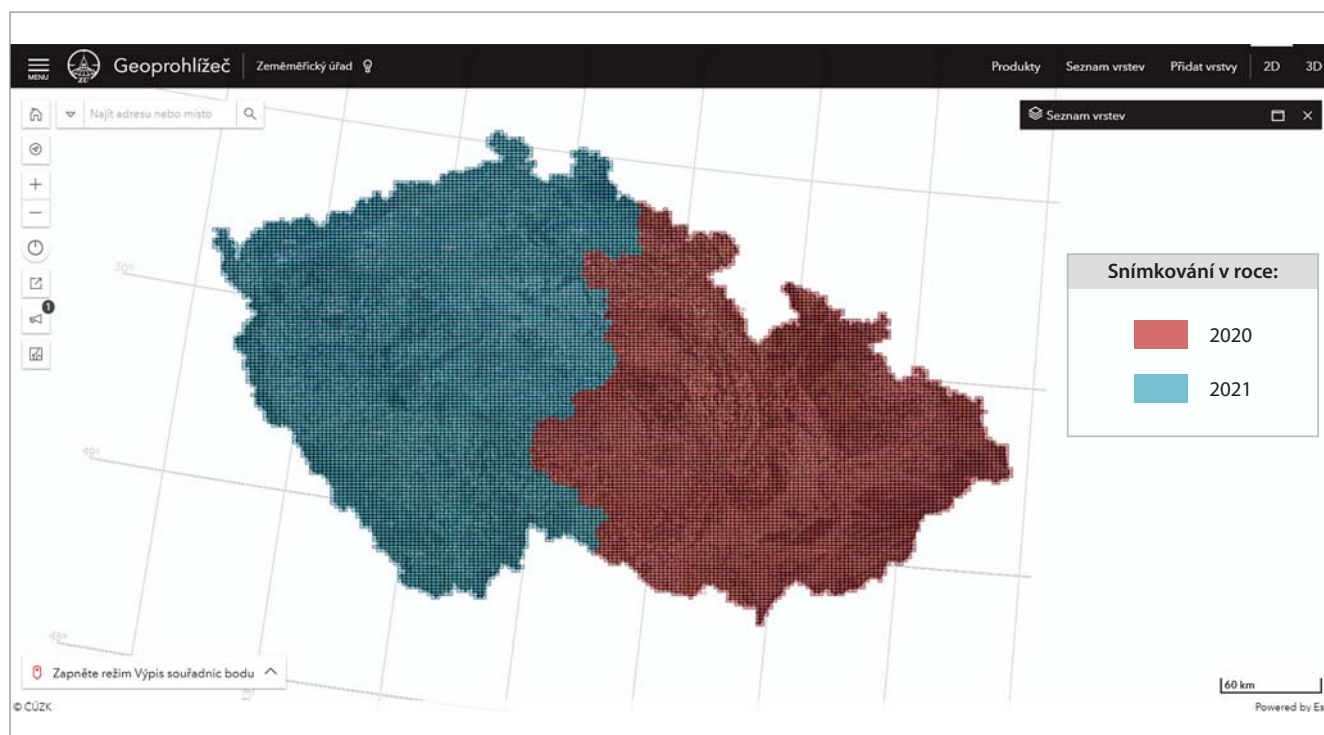 MENU
ZÚ
Geoprohlížeč
Zeměměřický úřad
Produkty
Seznam vrstev
Přidat vrstvy
2D
3D
Najít adresu nebo místo
Seznam vrstev
50°
1
Snímkování v roce:
2020
2021
49°
48°
Zapněte režim Výpis souřadnic bodu
60 km
© ČÚZK
Powered by Es